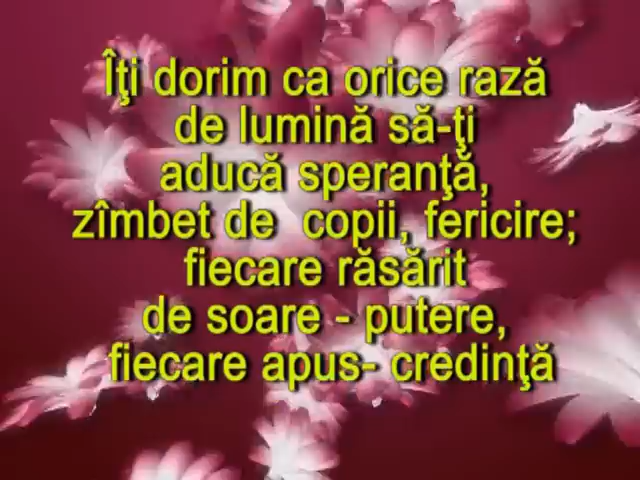 Îţi dorim ca orice rază
de lumină să-ţi
aducă speranţă,
zîmbet de copii, fericire;
fiecare răsărit
de soare - putere,
fiecare apus- credinţă